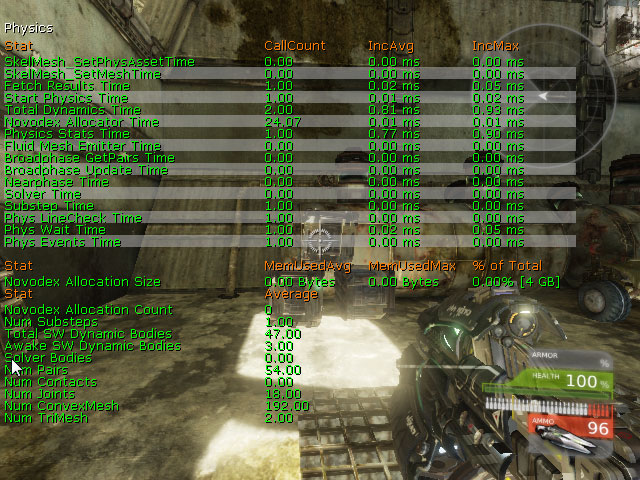 Physics
Stat CallCount IncAvg IncMax
SkelMesh_SetPhysAssetTime 0.00 0.00 ms 0.00 ms
SkelMesh_SetMeshTime 0.00 0.00 ms 0.00 ms
Fetch Results Time 1.00 0.02 ms 0.05 ms
Start Physics Time 1.00 0.01 ms 0.02 ms
Total Dynamics Time 2.00 0.81 ms 0.93 ms
Novodex Allocator Time 24.07 0.01 ms 0.01 ms
Physics Stats Time 1.00 0.77 ms 0.90 ms
Fluid Mesh Emitter Time 0.00 0.00 ms 0.00 ms
Broadphase GetPairs Time 0.00 0.00 ms 0.00 ms
Broadphase Update Time 0.00 0.00 ms 0.00 ms
Nearphase Time 0.00 0.00 ms 0.00 ms
Solver Time 0.00 0.00 ms 0.00 ms
Substep Time 1.00 0.00 ms 0.00 ms
Phys LineCheck Time 1.00 0.00 ms 0.00 ms
Phys Wait Time 1.00 0.02 ms 0.05 ms
Phys Events Time 1.00 0.00 ms 0.00 ms
Stat MemUsedAvg MemUsedMax % of Total
Novodex Allocation Size 0.00 Bytes 0.00 Bytes 0.00% [4 GB]
Stat Average
Novodex Allocation Count 0
Num Substeps 1.00
Total SW Dynamic Bodies 47.00
Awake SW Dynamic Bodies 3.00
Solver Bodies 0.00
Num Pairs 54.00
Num Contacts 0.00
Num Joints 18.00
Num ConvexMesh 192.00
Num TriMesh 2.00
ARMOR %
HEALTH 100 %
AMMO 96